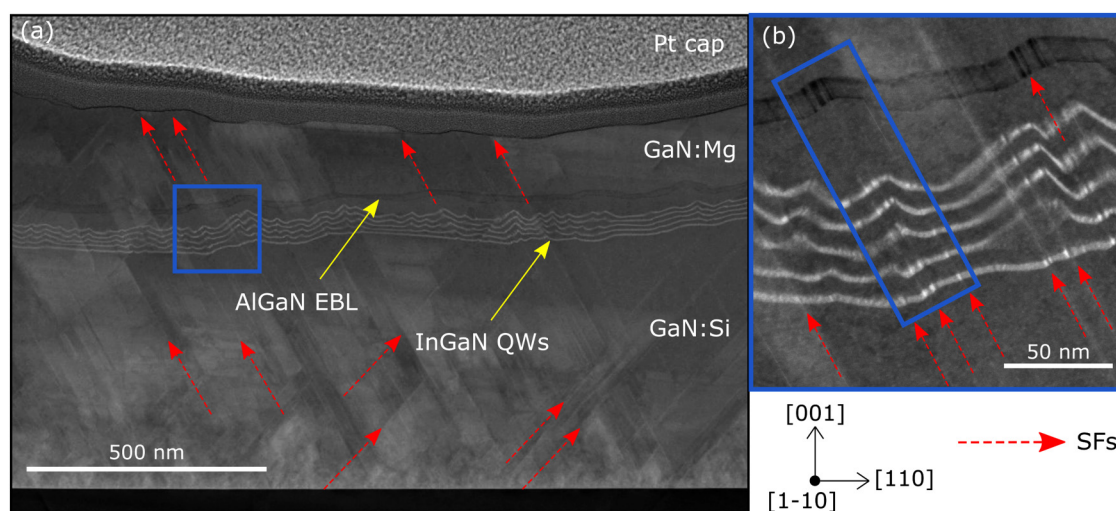 (a)
Pt cap
GaN:Mg
AlGaN EBL
InGaN QWs
GaN:Si
500 nm
(b)
50 nm
[001]
[110]
[1-10]
SFs